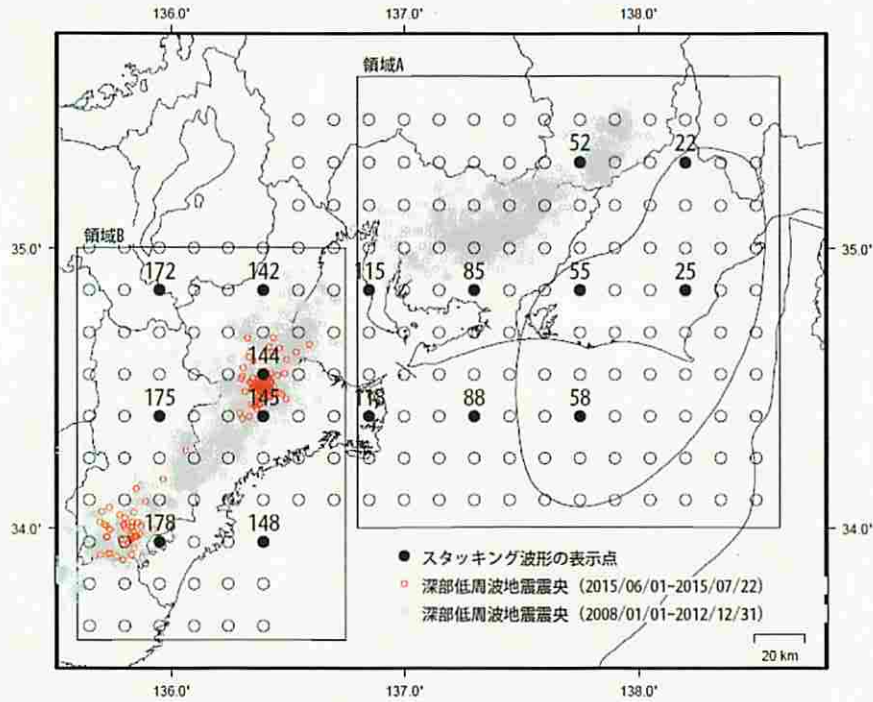 136.0˚ 137.0˚ 138.0˚
領域A
52 22
35.0˚ 35.0˚
領域B
172 142 115 85 55 25
144
175 145 118 88 58
178 148
34.0˚ 34.0˚
スタッキング波形の表示点
深部低周波地震震央（2015/06/01-2015/07/22）
深部低周波地震震央（2008/01/01-2012/12/31）
20 km
136.0˚ 137.0˚ 138.0˚